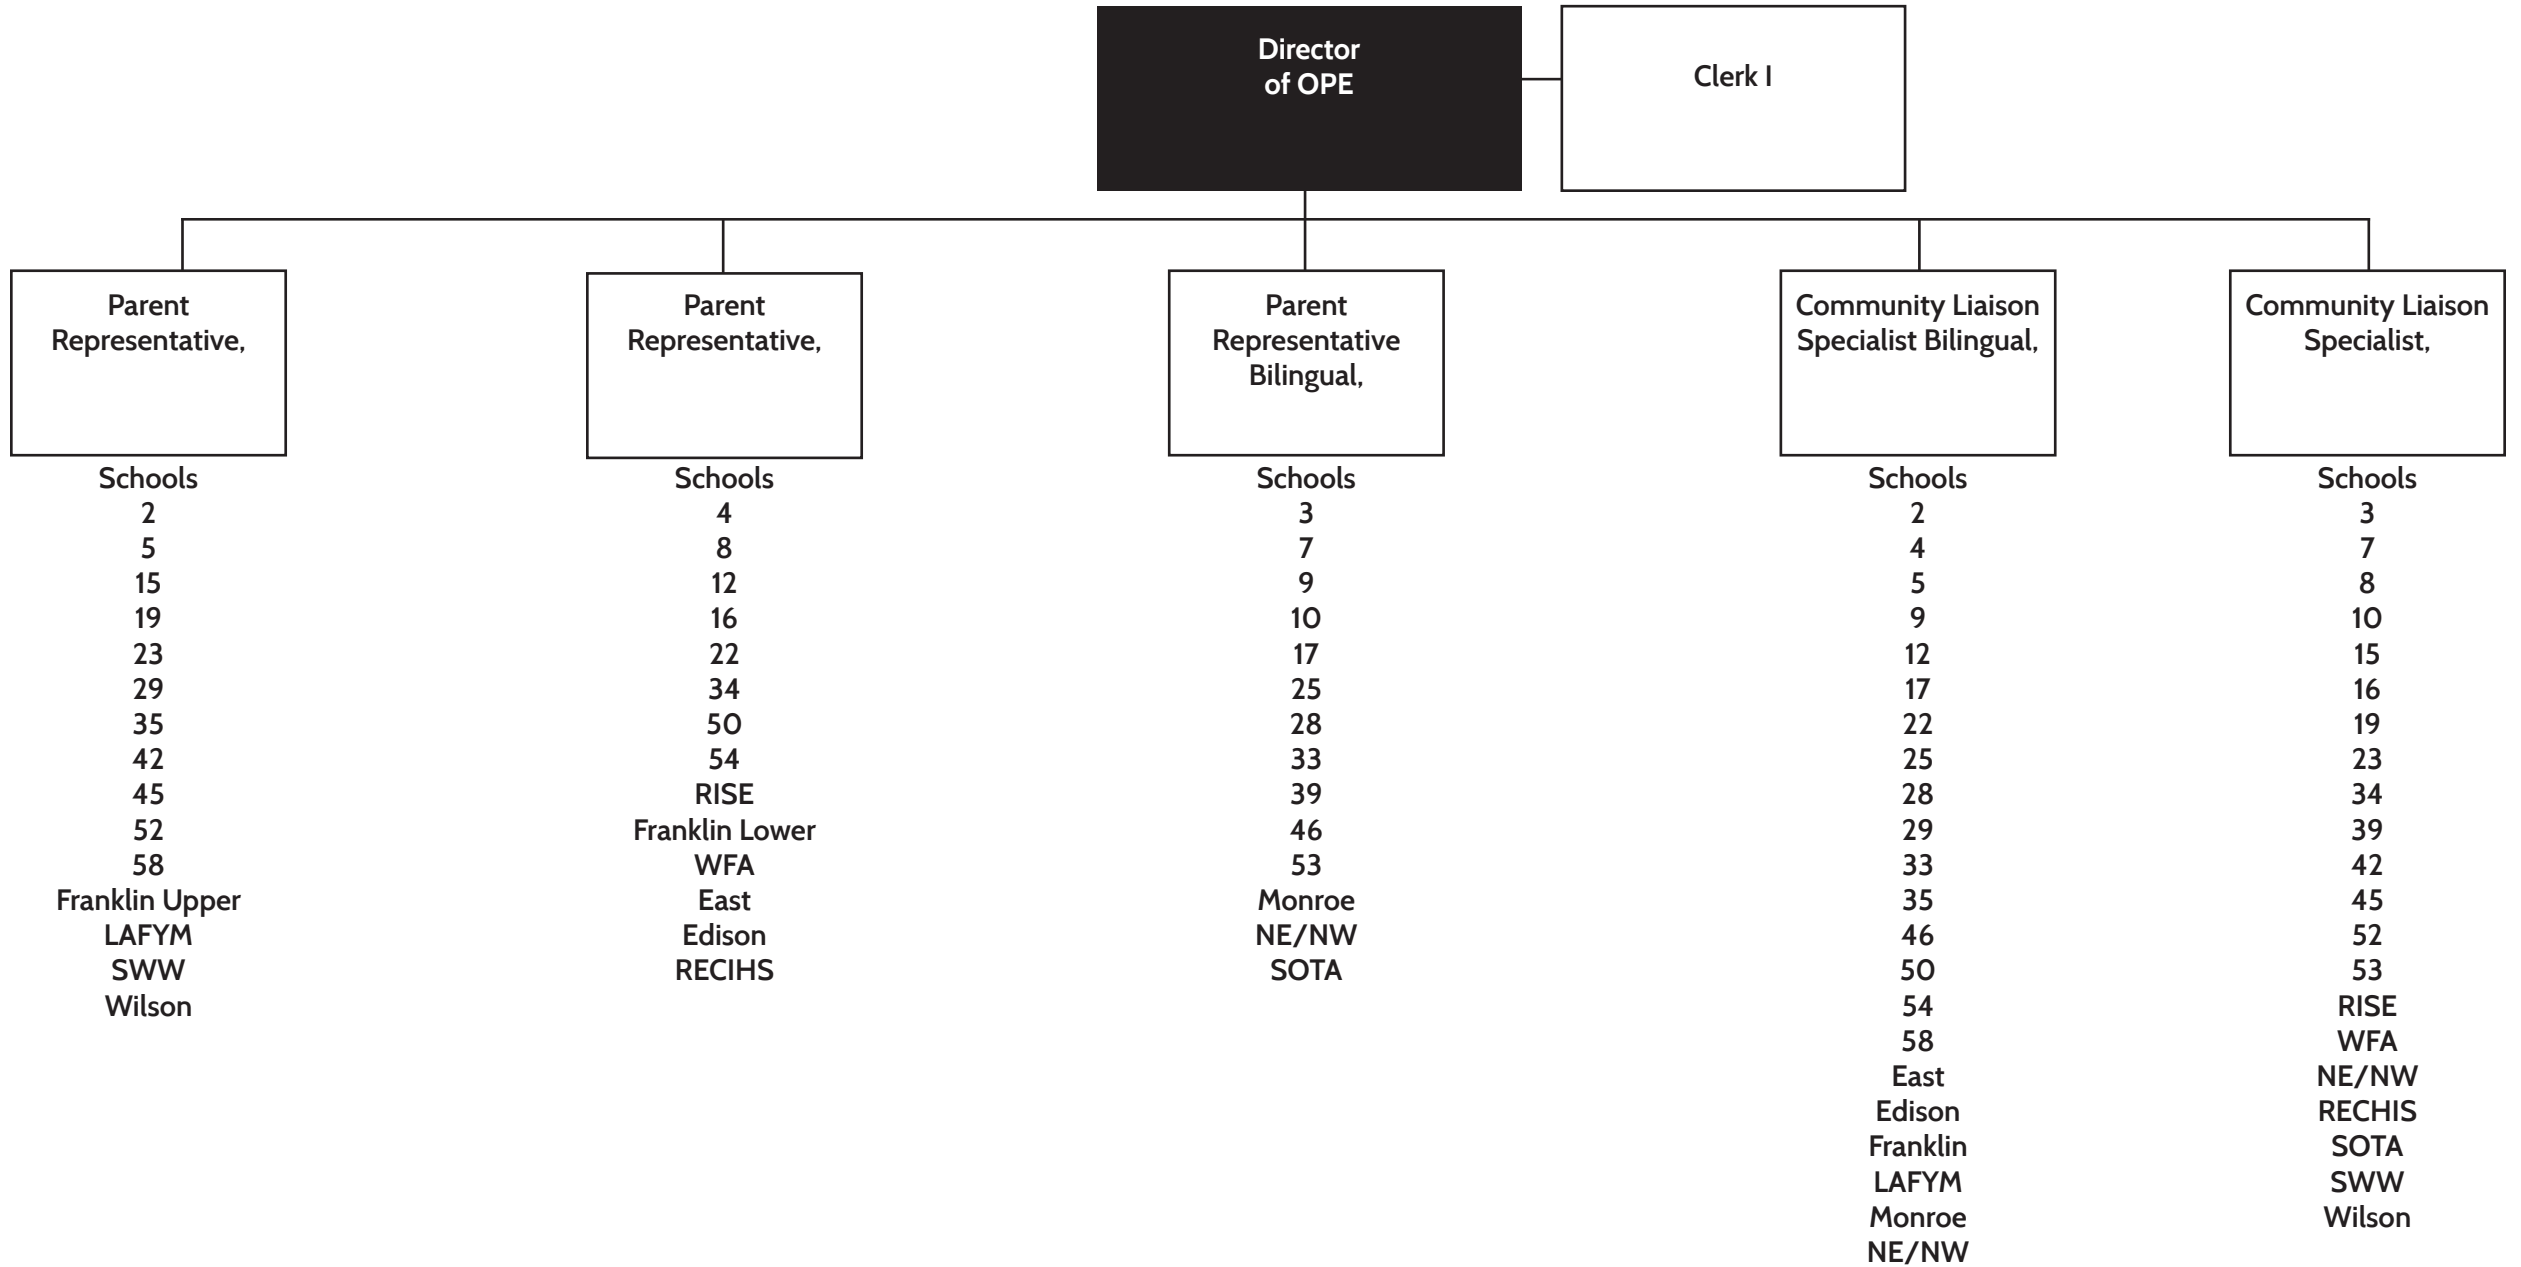 Director
of OPE
Clerk I
Parent
Representative,
Schools
2
5
15
19
23
29
35
42
45
52
58
Franklin Upper
LAFYM
SWW
Wilson
Parent
Representative,
Schools
4
8
12
16
22
34
50
54
RISE
Franklin Lower
WFA
East
Edison
RECIHS
Parent
Representative
Bilingual,
Schools
3
7
9
10
17
25
28
33
39
46
53
Monroe
NE/NW
SOTA
Community Liaison
Specialist Bilingual,
Schools
2
4
5
9
12
17
22
25
28
29
33
35
46
50
54
58
East
Edison
Franklin
LAFYM
Monroe
NE/NW
Community Liaison
Specialist,
Schools
3
7
8
10
15
16
19
23
34
39
42
45
52
53
RISE
WFA
NE/NW
RECHIS
SOTA
SWW
Wilson